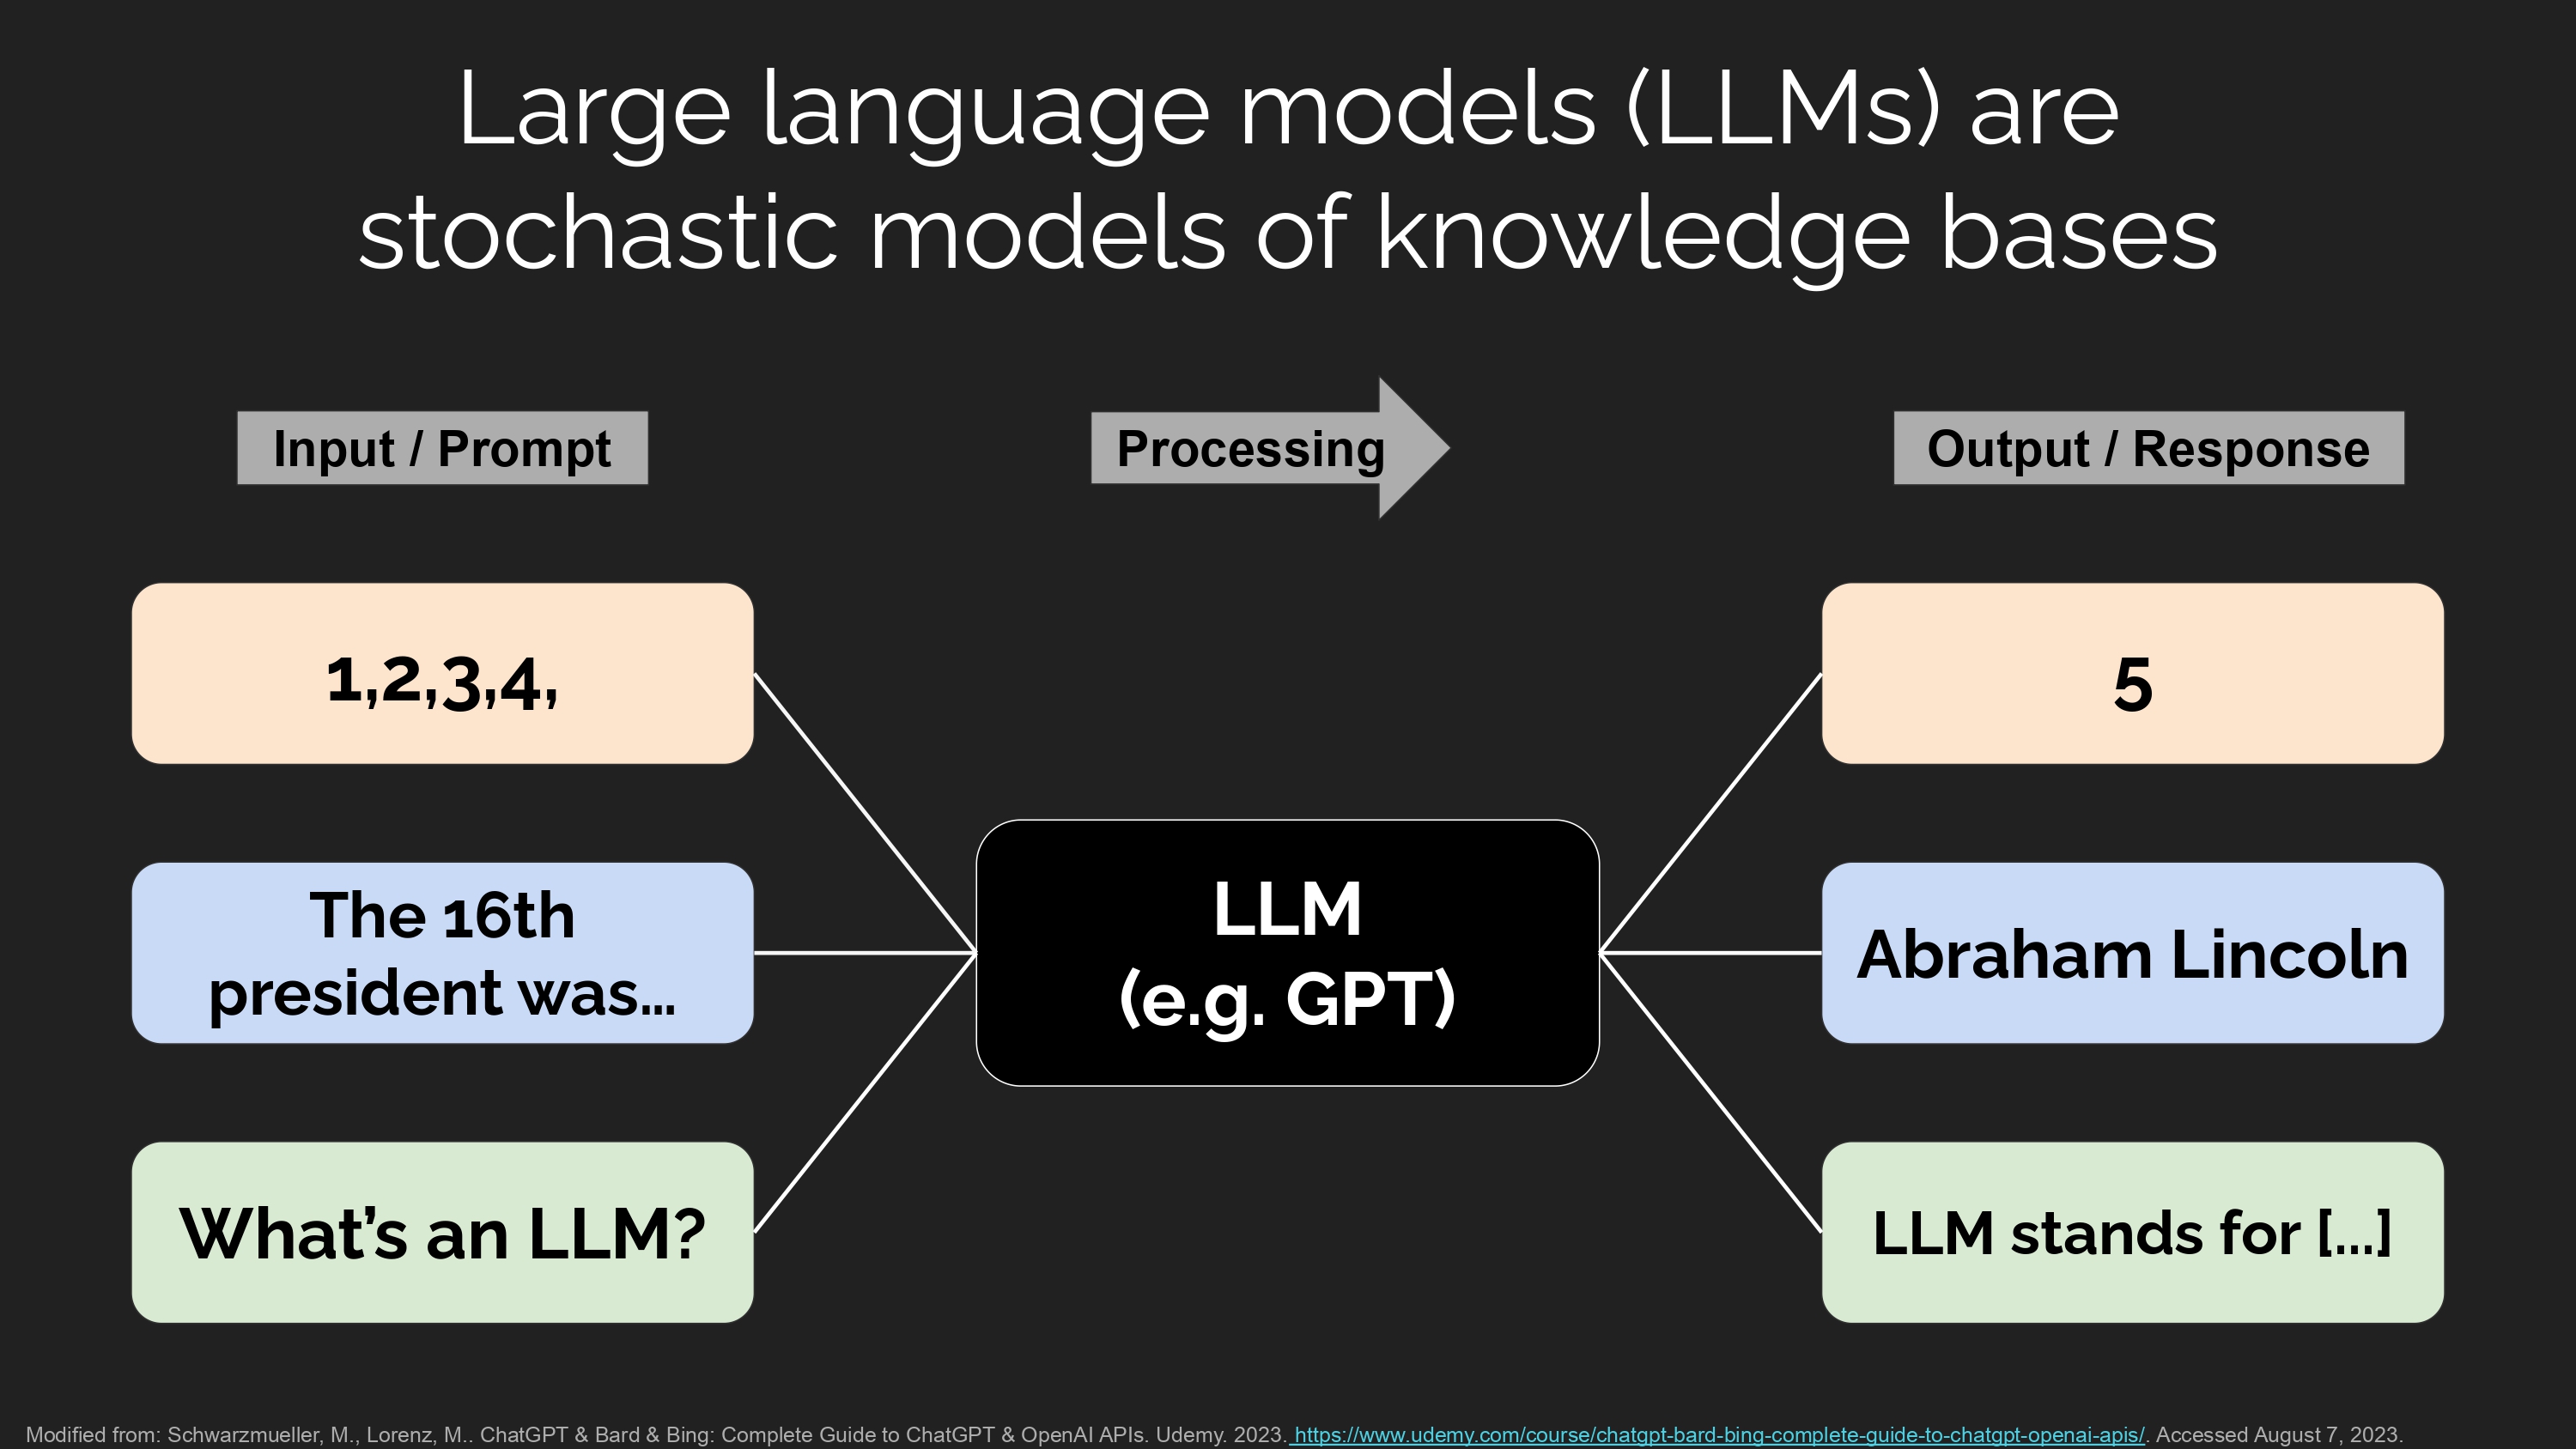 Large language models (LLMs) are
stochastic models of knowledge bases
Input / Prompt
Processing
Output / Response
1,2,3,4,
5
The 16th
president was…
LLM
(e.g. GPT)
Abraham Lincoln
What’s an LLM?
LLM stands for […]
Modified from: Schwarzmueller, M., Lorenz, M.. ChatGPT & Bard & Bing: Complete Guide to ChatGPT & OpenAI APIs. Udemy. 2023. https://www.udemy.com/course/chatgpt-bard-bing-complete-guide-to-chatgpt-openai-apis/. Accessed August 7, 2023.